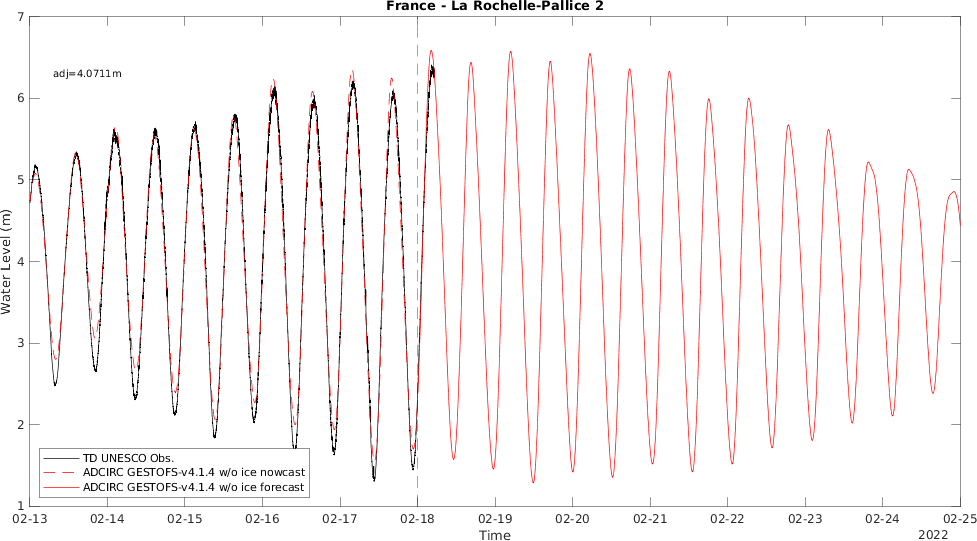 France - La Rochelle-Pallice 2
adj=4.0711m
7
6
5
4
3
2
1
Water Level (m)
TD UNESCO Obs.
ADCIRC GESTOFS-v4.1.4 w/o ice nowcast
ADCIRC GESTOFS-v4.1.4 w/o ice forecast
02-13 02-14 02-15 02-16 02-17 02-18 02-19 02-20 02-21 02-22 02-23 02-24 02-25
Time
2022